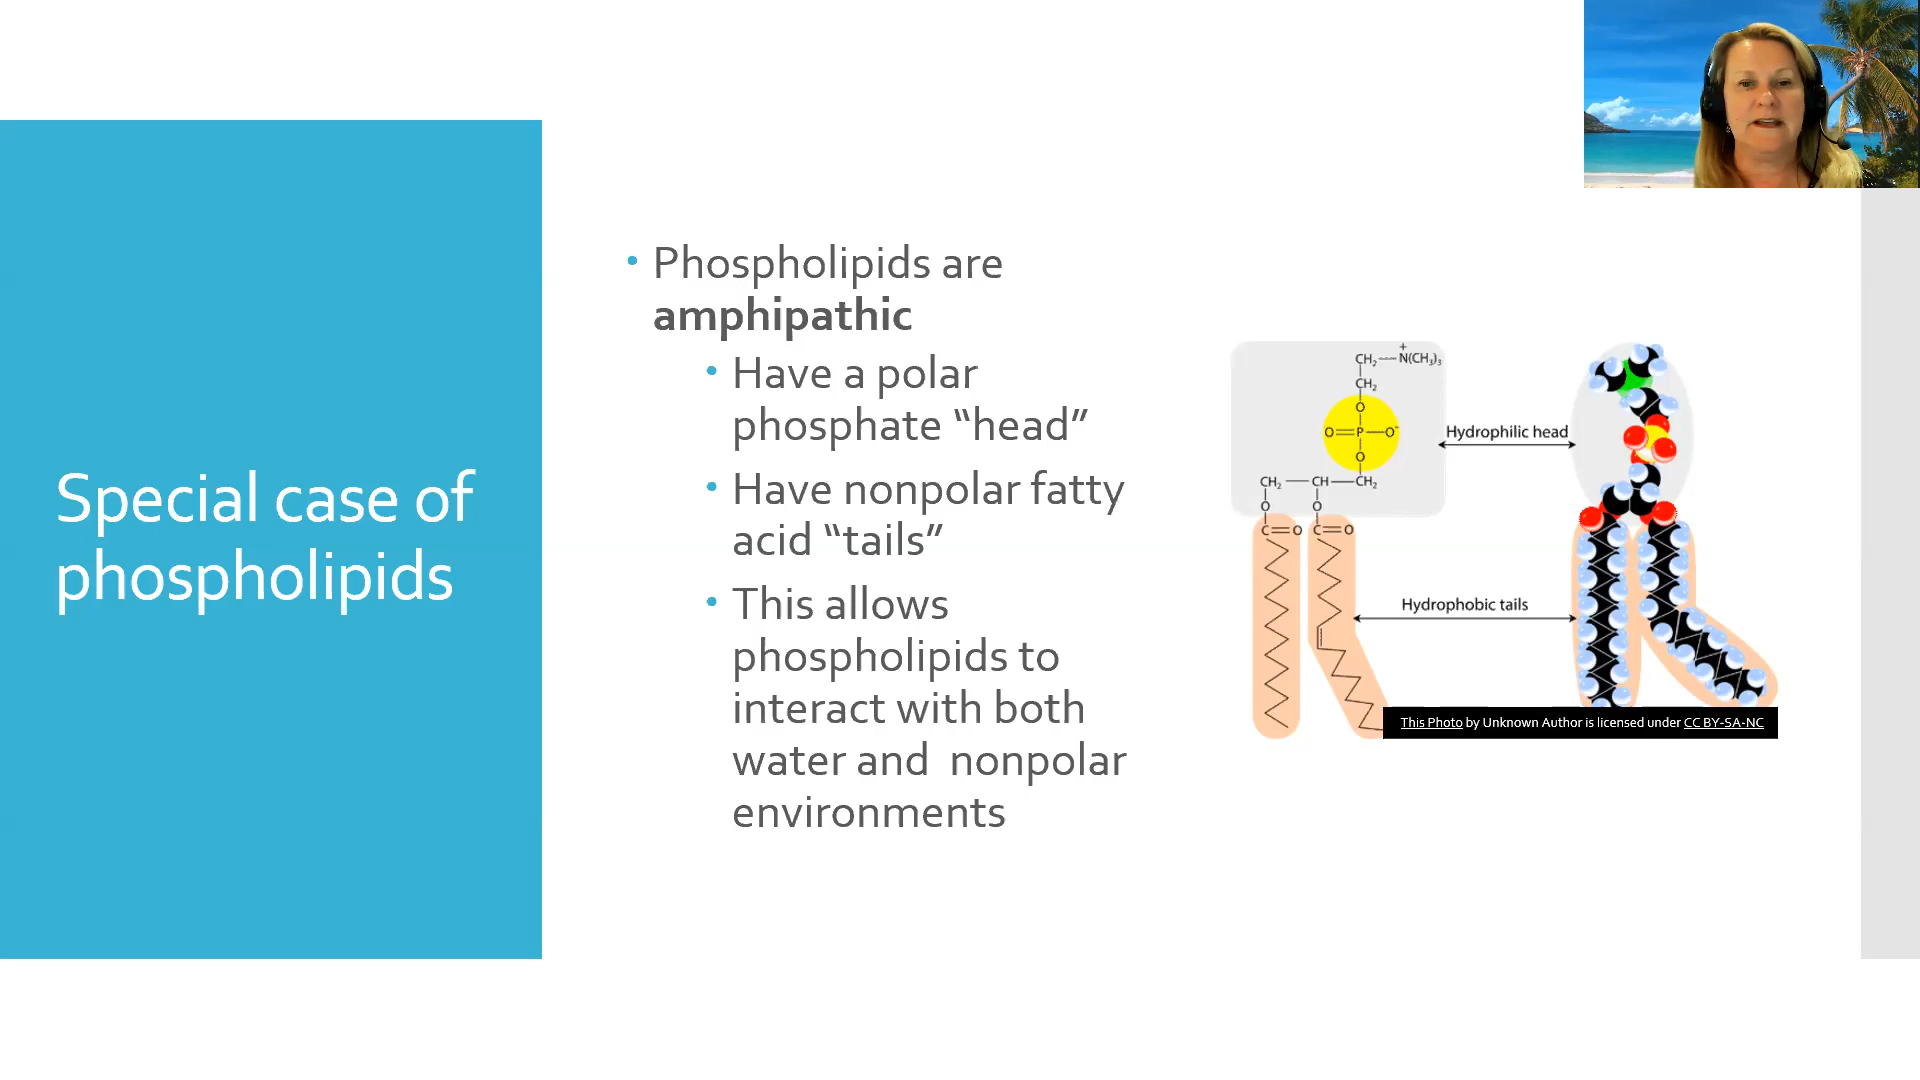 Special case of
phospholipids
• Phospholipids are
amphipathic
• Have a polar
phosphate “head”
• Have nonpolar fatty
acid “tails”
• This allows
phospholipids to
interact with both
water and  nonpolar
environments
+
CH₂—N(CH₃)₃
CH₂
O
O=P—O⁻
O
CH₂—CH—CH₂
O O
C=O C=O
Hydrophilic head
Hydrophobic tails
This Photo by Unknown Author is licensed under CC BY-SA-NC